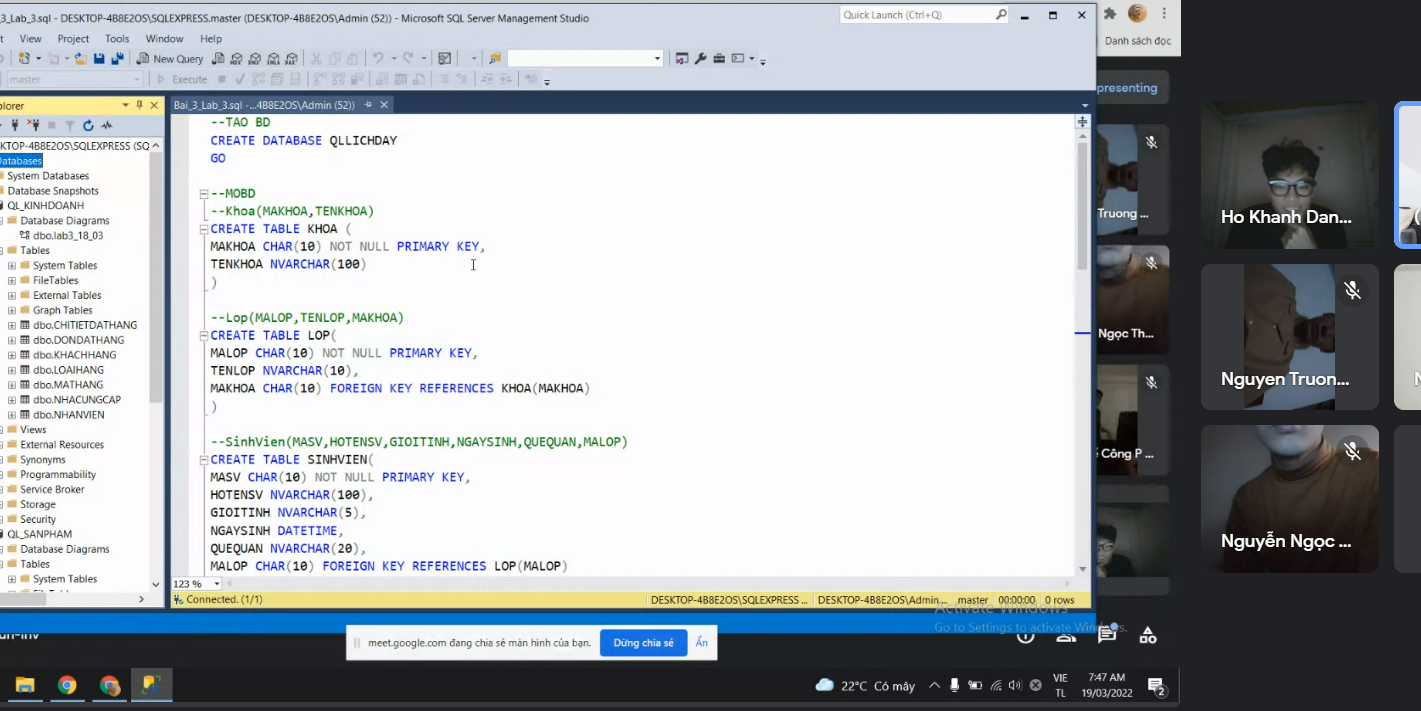 3_Lab_3.sql - DESKTOP-4B8E2OS\SQLEXPRESS.master (DESKTOP-4B8E2OS\Admin (52)) - Microsoft SQL Server Management Studio
Quick Launch (Ctrl+Q)
View Project Tools Window Help
Danh sách đọc
New Query
master
Execute
presenting
plorer
Bai_3_Lab_3.sql -...4B8E2OS\Admin (52))
KTOP-4B8E2OS\SQLEXPRESS (SQ
Databases
System Databases
Database Snapshots
QL_KINHDOANH
Database Diagrams
dbo.lab3_18_03
Tables
System Tables
FileTables
External Tables
Graph Tables
dbo.CHITIETDATHANG
dbo.DONDATHANG
dbo.KHACHHANG
dbo.LOAIHANG
dbo.MATHANG
dbo.NHACUNGCAP
dbo.NHANVIEN
Views
External Resources
Synonyms
Programmability
Service Broker
Storage
Security
QL_SANPHAM
Database Diagrams
Tables
System Tables
--TAO BD
CREATE DATABASE QLLICHDAY
GO
--MOBD
--Khoa(MAKHOA,TENKHOA)
CREATE TABLE KHOA (
MAKHOA CHAR(10) NOT NULL PRIMARY KEY,
TENKHOA NVARCHAR(100)
)
--Lop(MALOP,TENLOP,MAKHOA)
CREATE TABLE LOP(
MALOP CHAR(10) NOT NULL PRIMARY KEY,
TENLOP NVARCHAR(10),
MAKHOA CHAR(10) FOREIGN KEY REFERENCES KHOA(MAKHOA)
)
--SinhVien(MASV,HOTENSV,GIOITINH,NGAYSINH,QUEQUAN,MALOP)
CREATE TABLE SINHVIEN(
MASV CHAR(10) NOT NULL PRIMARY KEY,
HOTENSV NVARCHAR(100),
GIOITINH NVARCHAR(5),
NGAYSINH DATETIME,
QUEQUAN NVARCHAR(20),
MALOP CHAR(10) FOREIGN KEY REFERENCES LOP(MALOP)
123 %
Connected. (1/1)
DESKTOP-4B8E2OS\SQLEXPRESS ... DESKTOP-4B8E2OS\Admin... master 00:00:00 0 rows
Activate Windows
Go to Settings to activate Windows.
meet.google.com đang chia sẻ màn hình của bạn. Dừng chia sẻ Ẩn
22°C Có mây
VIE
TL
7:47 AM
19/03/2022
2
Truong ...
Ngọc Th...
Công P ...
Ho Khanh Dan...
Nguyen Truon...
Nguyễn Ngọc ...